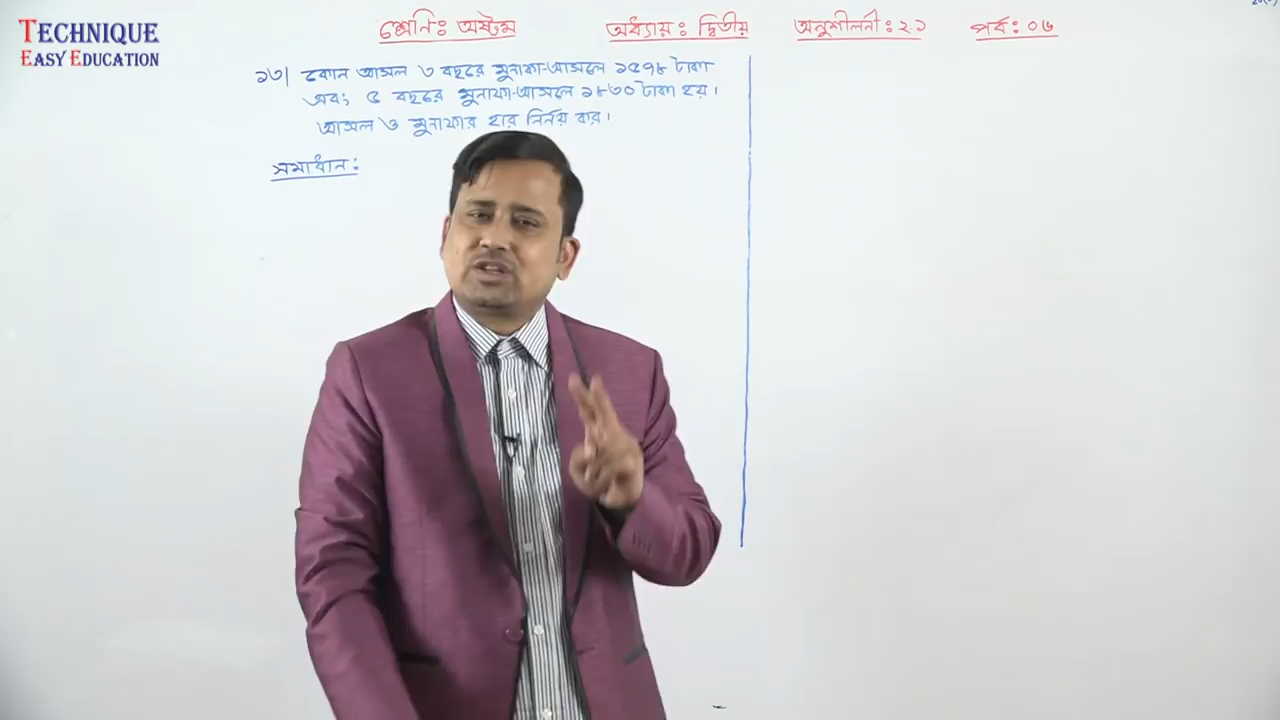 TECHNIQUE
EASY EDUCATION
শ্রেণিঃ অষ্টম অধ্যায়ঃ দ্বিতীয় অনুশীলনীঃ ২.১ পর্বঃ ০৬
১৩| কোন আসল ৩ বছরে মুনাফা-আসলে ১৫৭৮ টাকা
এবং ৫ বছরে মুনাফা-আসলে ১৮৩০ টাকা হয়।
আসল ও মুনাফার হার নির্নয় কর।
সমাধান: